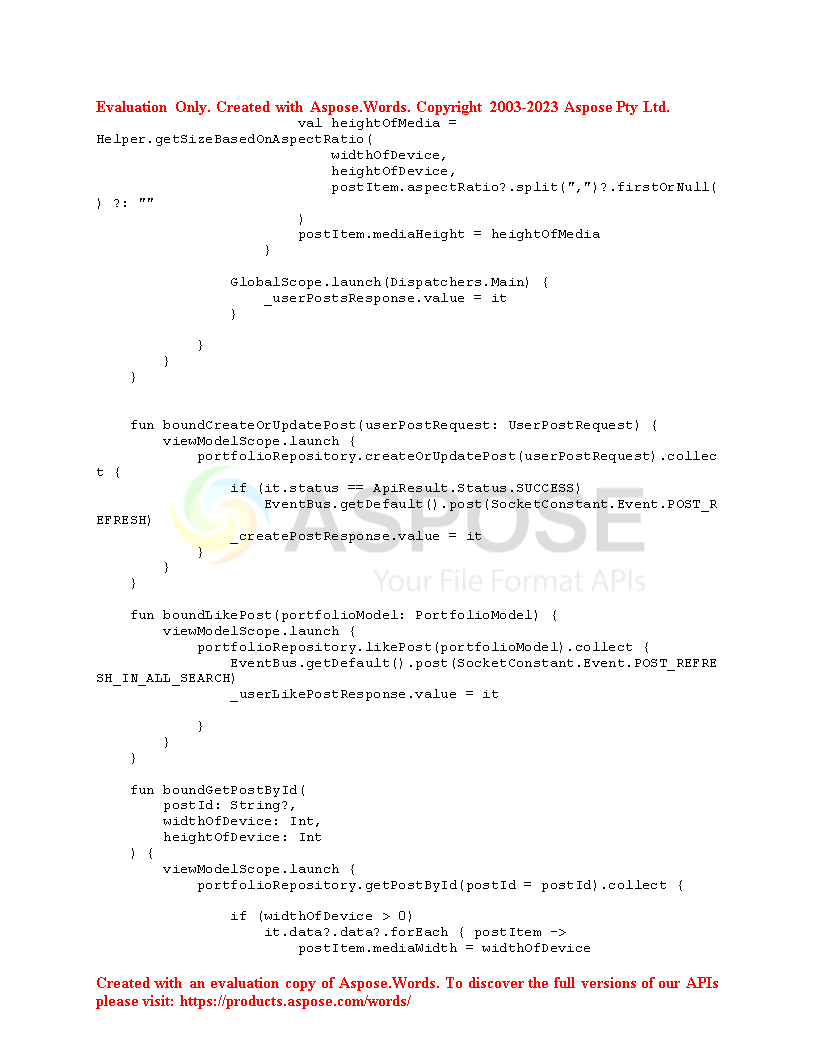 Evaluation Only. Created with Aspose.Words. Copyright 2003-2023 Aspose Pty Ltd.
val heightOfMedia =
Helper.getSizeBasedOnAspectRatio(
widthOfDevice,
heightOfDevice,
postItem.aspectRatio?.split(",")?.firstOrNull(
) ?: ""
)
postItem.mediaHeight = heightOfMedia
}
GlobalScope.launch(Dispatchers.Main) {
_userPostsResponse.value = it
}
}
}
}
fun boundCreateOrUpdatePost(userPostRequest: UserPostRequest) {
viewModelScope.launch {
portfolioRepository.createOrUpdatePost(userPostRequest).collec
t {
if (it.status == ApiResult.Status.SUCCESS)
EventBus.getDefault().post(SocketConstant.Event.POST_R
EFRESH)
_createPostResponse.value = it
}
}
}
ASPOSE
Your File Format APIs
fun boundLikePost(portfolioModel: PortfolioModel) {
viewModelScope.launch {
portfolioRepository.likePost(portfolioModel).collect {
EventBus.getDefault().post(SocketConstant.Event.POST_REFRE
SH_IN_ALL_SEARCH)
_userLikePostResponse.value = it
}
}
}
fun boundGetPostById(
postId: String?,
widthOfDevice: Int,
heightOfDevice: Int
) {
viewModelScope.launch {
portfolioRepository.getPostById(postId = postId).collect {
if (widthOfDevice > 0)
it.data?.data?.forEach { postItem ->
postItem.mediaWidth = widthOfDevice
Created with an evaluation copy of Aspose.Words. To discover the full versions of our APIs
please visit: https://products.aspose.com/words/